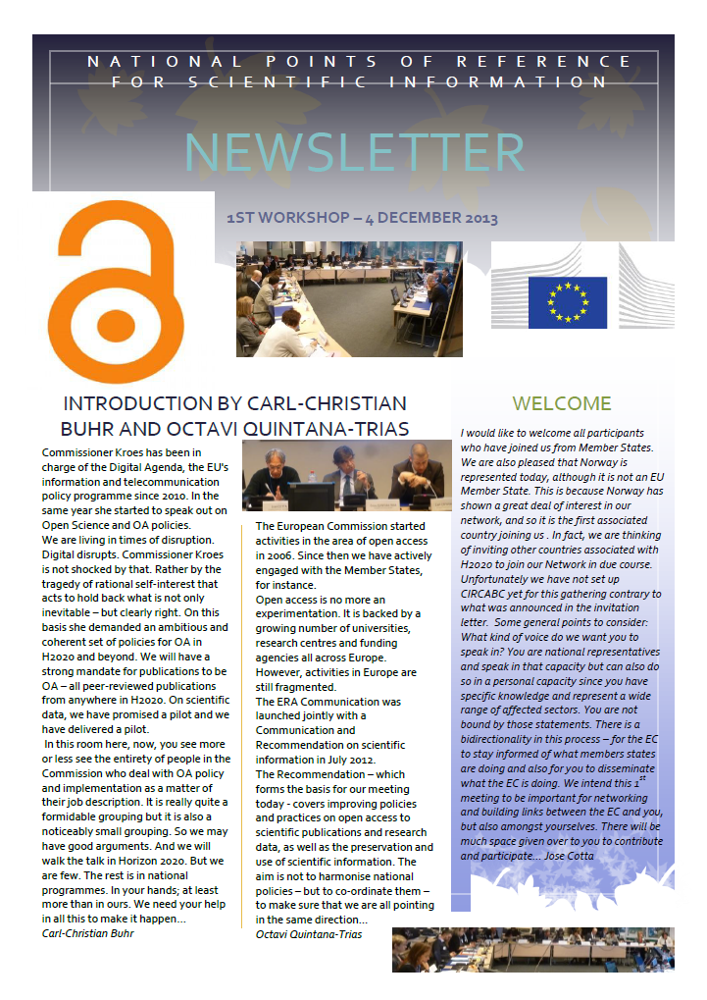 NATIONAL POINTS OF REFERENCE
FOR SCIENTIFIC INFORMATION
NEWSLETTER
1ST WORKSHOP – 4 DECEMBER 2013
INTRODUCTION BY CARL-CHRISTIAN
BUHR AND OCTAVI QUINTANA-TRIAS
Commissioner Kroes has been in
charge of the Digital Agenda, the EU's
information and telecommunication
policy programme since 2010. In the
same year she started to speak out on
Open Science and OA policies.
We are living in times of disruption.
Digital disrupts. Commissioner Kroes
is not shocked by that. Rather by the
tragedy of rational self-interest that
acts to hold back what is not only
inevitable – but clearly right. On this
basis she demanded an ambitious and
coherent set of policies for OA in
H2020 and beyond. We will have a
strong mandate for publications to be
OA – all peer-reviewed publications
from anywhere in H2020. On scientific
data, we have promised a pilot and we
have delivered a pilot.
In this room here, now, you see more
or less see the entirety of people in the
Commission who deal with OA policy
and implementation as a matter of
their job description. It is really quite a
formidable grouping but it is also a
noticeably small grouping. So we may
have good arguments. And we will
walk the talk in Horizon 2020. But we
are few. The rest is in national
programmes. In your hands; at least
more than in ours. We need your help
in all this to make it happen...
Carl-Christian Buhr
The European Commission started
activities in the area of open access
in 2006. Since then we have actively
engaged with the Member States,
for instance.
Open access is no more an
experimentation. It is backed by a
growing number of universities,
research centres and funding
agencies all across Europe.
However, activities in Europe are
still fragmented.
The ERA Communication was
launched jointly with a
Communication and
Recommendation on scientific
information in July 2012.
The Recommendation – which
forms the basis for our meeting
today - covers improving policies
and practices on open access to
scientific publications and research
data, as well as the preservation and
use of scientific information. The
aim is not to harmonise national
policies – but to co-ordinate them –
to make sure that we are all pointing
in the same direction...
Octavi Quintana-Trias
WELCOME
I would like to welcome all participants
who have joined us from Member States.
We are also pleased that Norway is
represented today, although it is not an EU
Member State. This is because Norway has
shown a great deal of interest in our
network, and so it is the first associated
country joining us . In fact, we are thinking
of inviting other countries associated with
H2020 to join our Network in due course.
Unfortunately we have not set up
CIRCABC yet for this gathering contrary to
what was announced in the invitation
letter.  Some general points to consider:
What kind of voice do we want you to
speak in? You are national representatives
and speak in that capacity but can also do
so in a personal capacity since you have
specific knowledge and represent a wide
range of affected sectors. You are not
bound by those statements. There is a
bidirectionality in this process – for the EC
to stay informed of what members states
are doing and also for you to disseminate
what the EC is doing. We intend this 1st
meeting to be important for networking
and building links between the EC and you,
but also amongst yourselves. There will be
much space given over to you to contribute
and participate... Jose Cotta